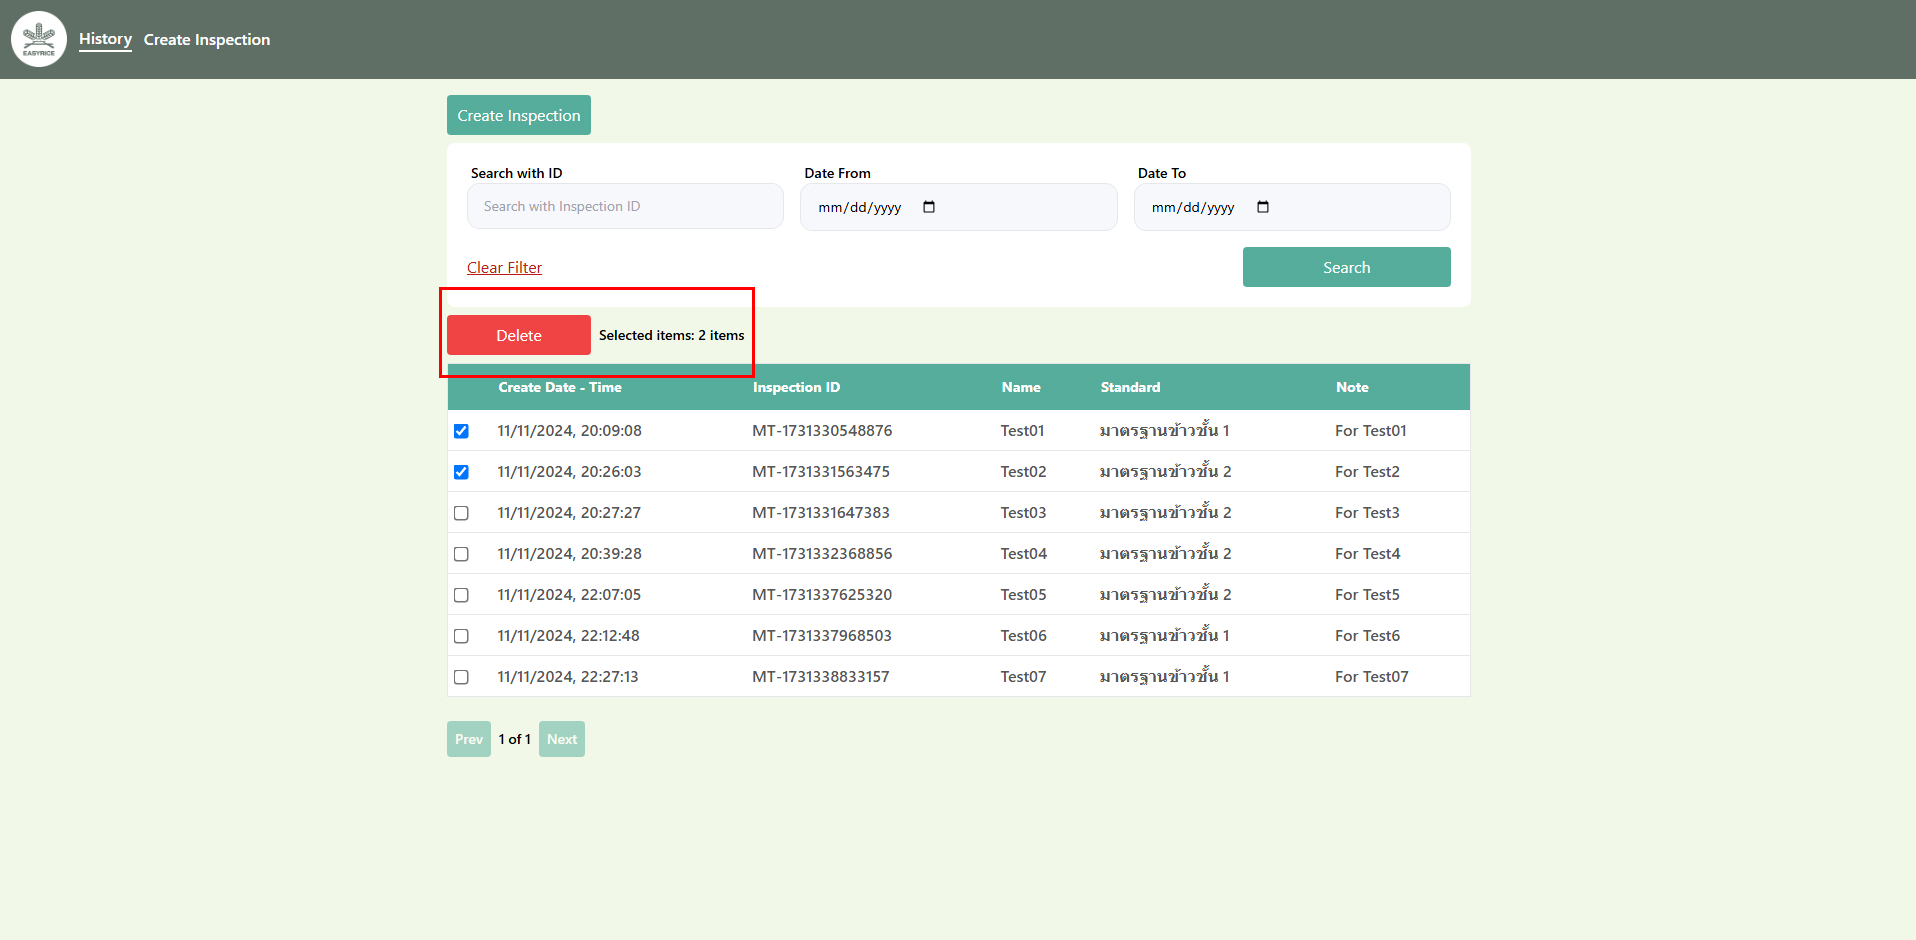 EASYRICE
History Create Inspection
Create Inspection
Search with ID Date From Date To
Search with Inspection ID mm/dd/yyyy mm/dd/yyyy
Clear Filter Search
Delete Selected items: 2 items
Create Date - Time Inspection ID Name Standard Note
11/11/2024, 20:09:08 MT-1731330548876 Test01 มาตรฐานข้าวชั้น 1 For Test01
11/11/2024, 20:26:03 MT-1731331563475 Test02 มาตรฐานข้าวชั้น 2 For Test2
11/11/2024, 20:27:27 MT-1731331647383 Test03 มาตรฐานข้าวชั้น 2 For Test3
11/11/2024, 20:39:28 MT-1731332368856 Test04 มาตรฐานข้าวชั้น 2 For Test4
11/11/2024, 22:07:05 MT-1731337625320 Test05 มาตรฐานข้าวชั้น 2 For Test5
11/11/2024, 22:12:48 MT-1731337968503 Test06 มาตรฐานข้าวชั้น 1 For Test6
11/11/2024, 22:27:13 MT-1731338833157 Test07 มาตรฐานข้าวชั้น 1 For Test07
Prev 1 of 1 Next